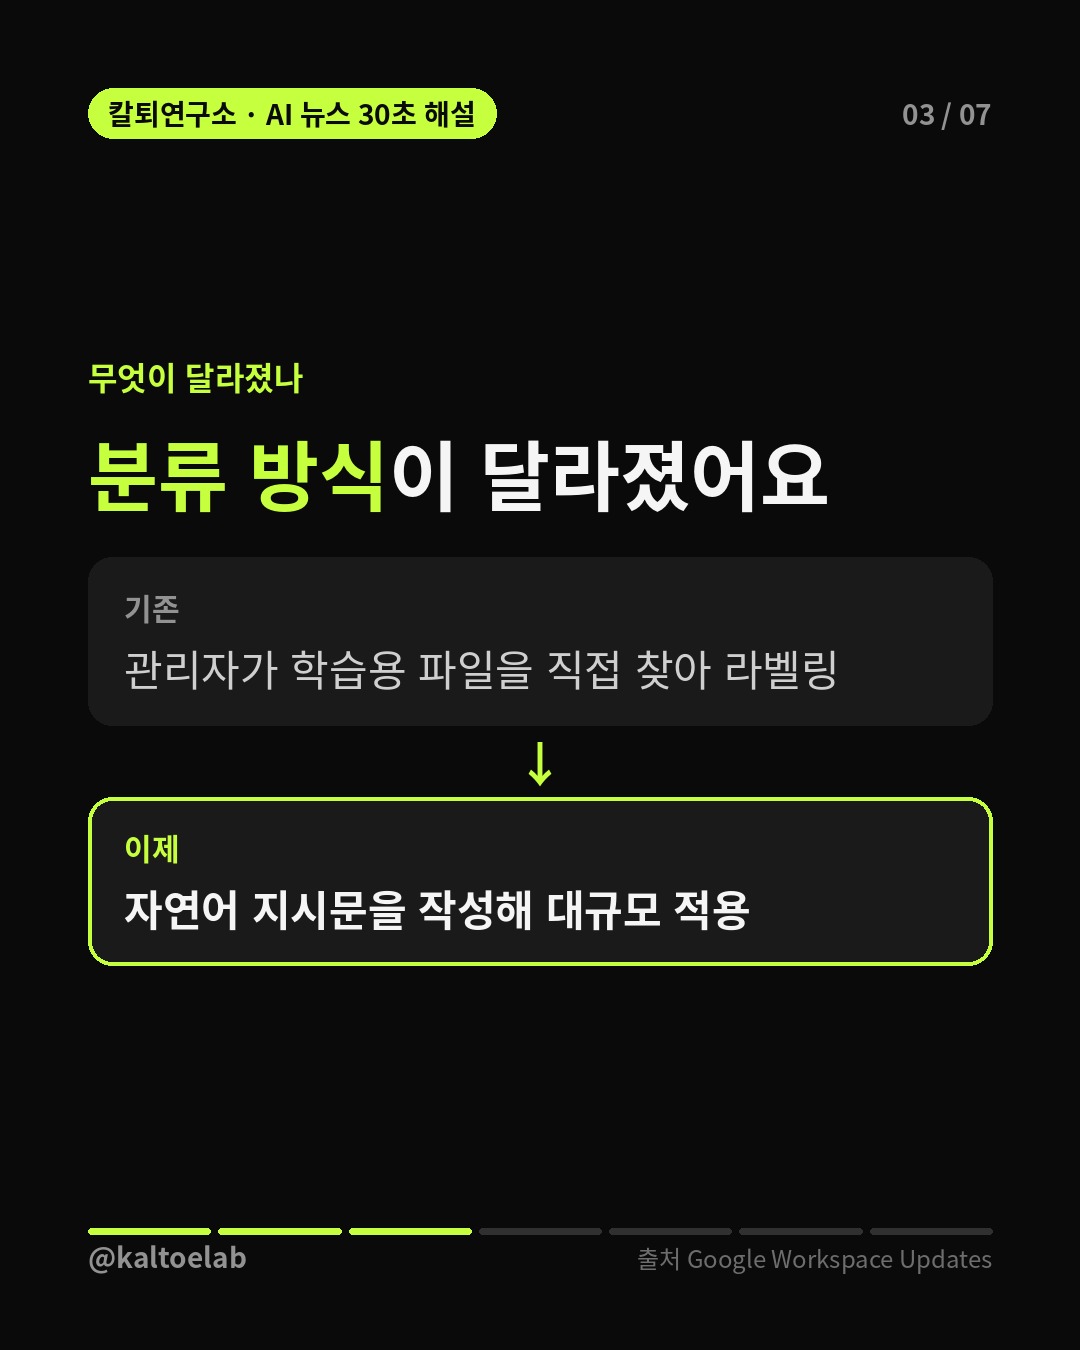 칼퇴연구소 · AI 뉴스 30초 해설
03 / 07
무엇이 달라졌나
분류 방식이 달라졌어요
기존
관리자가 학습용 파일을 직접 찾아 라벨링
↓
이제
자연어 지시문을 작성해 대규모 적용
@kaltoelab
출처 Google Workspace Updates